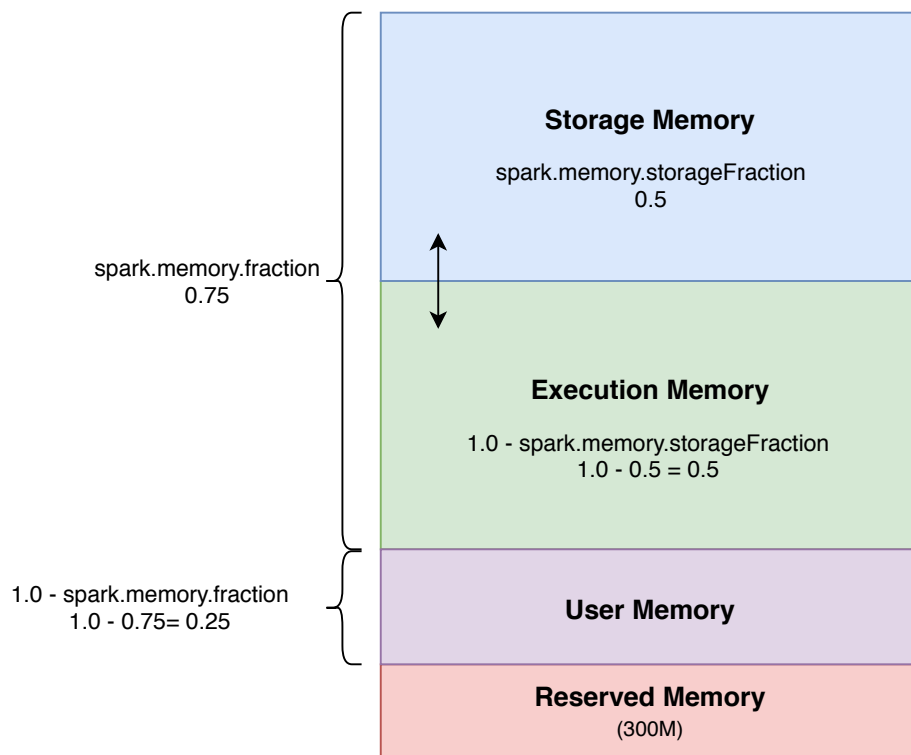 Storage Memory
spark.memory.storageFraction
0.5
spark.memory.fraction
0.75
Execution Memory
1.0 - spark.memory.storageFraction
1.0 - 0.5 = 0.5
1.0 - spark.memory.fraction
1.0 - 0.75= 0.25
User Memory
Reserved Memory
(300M)